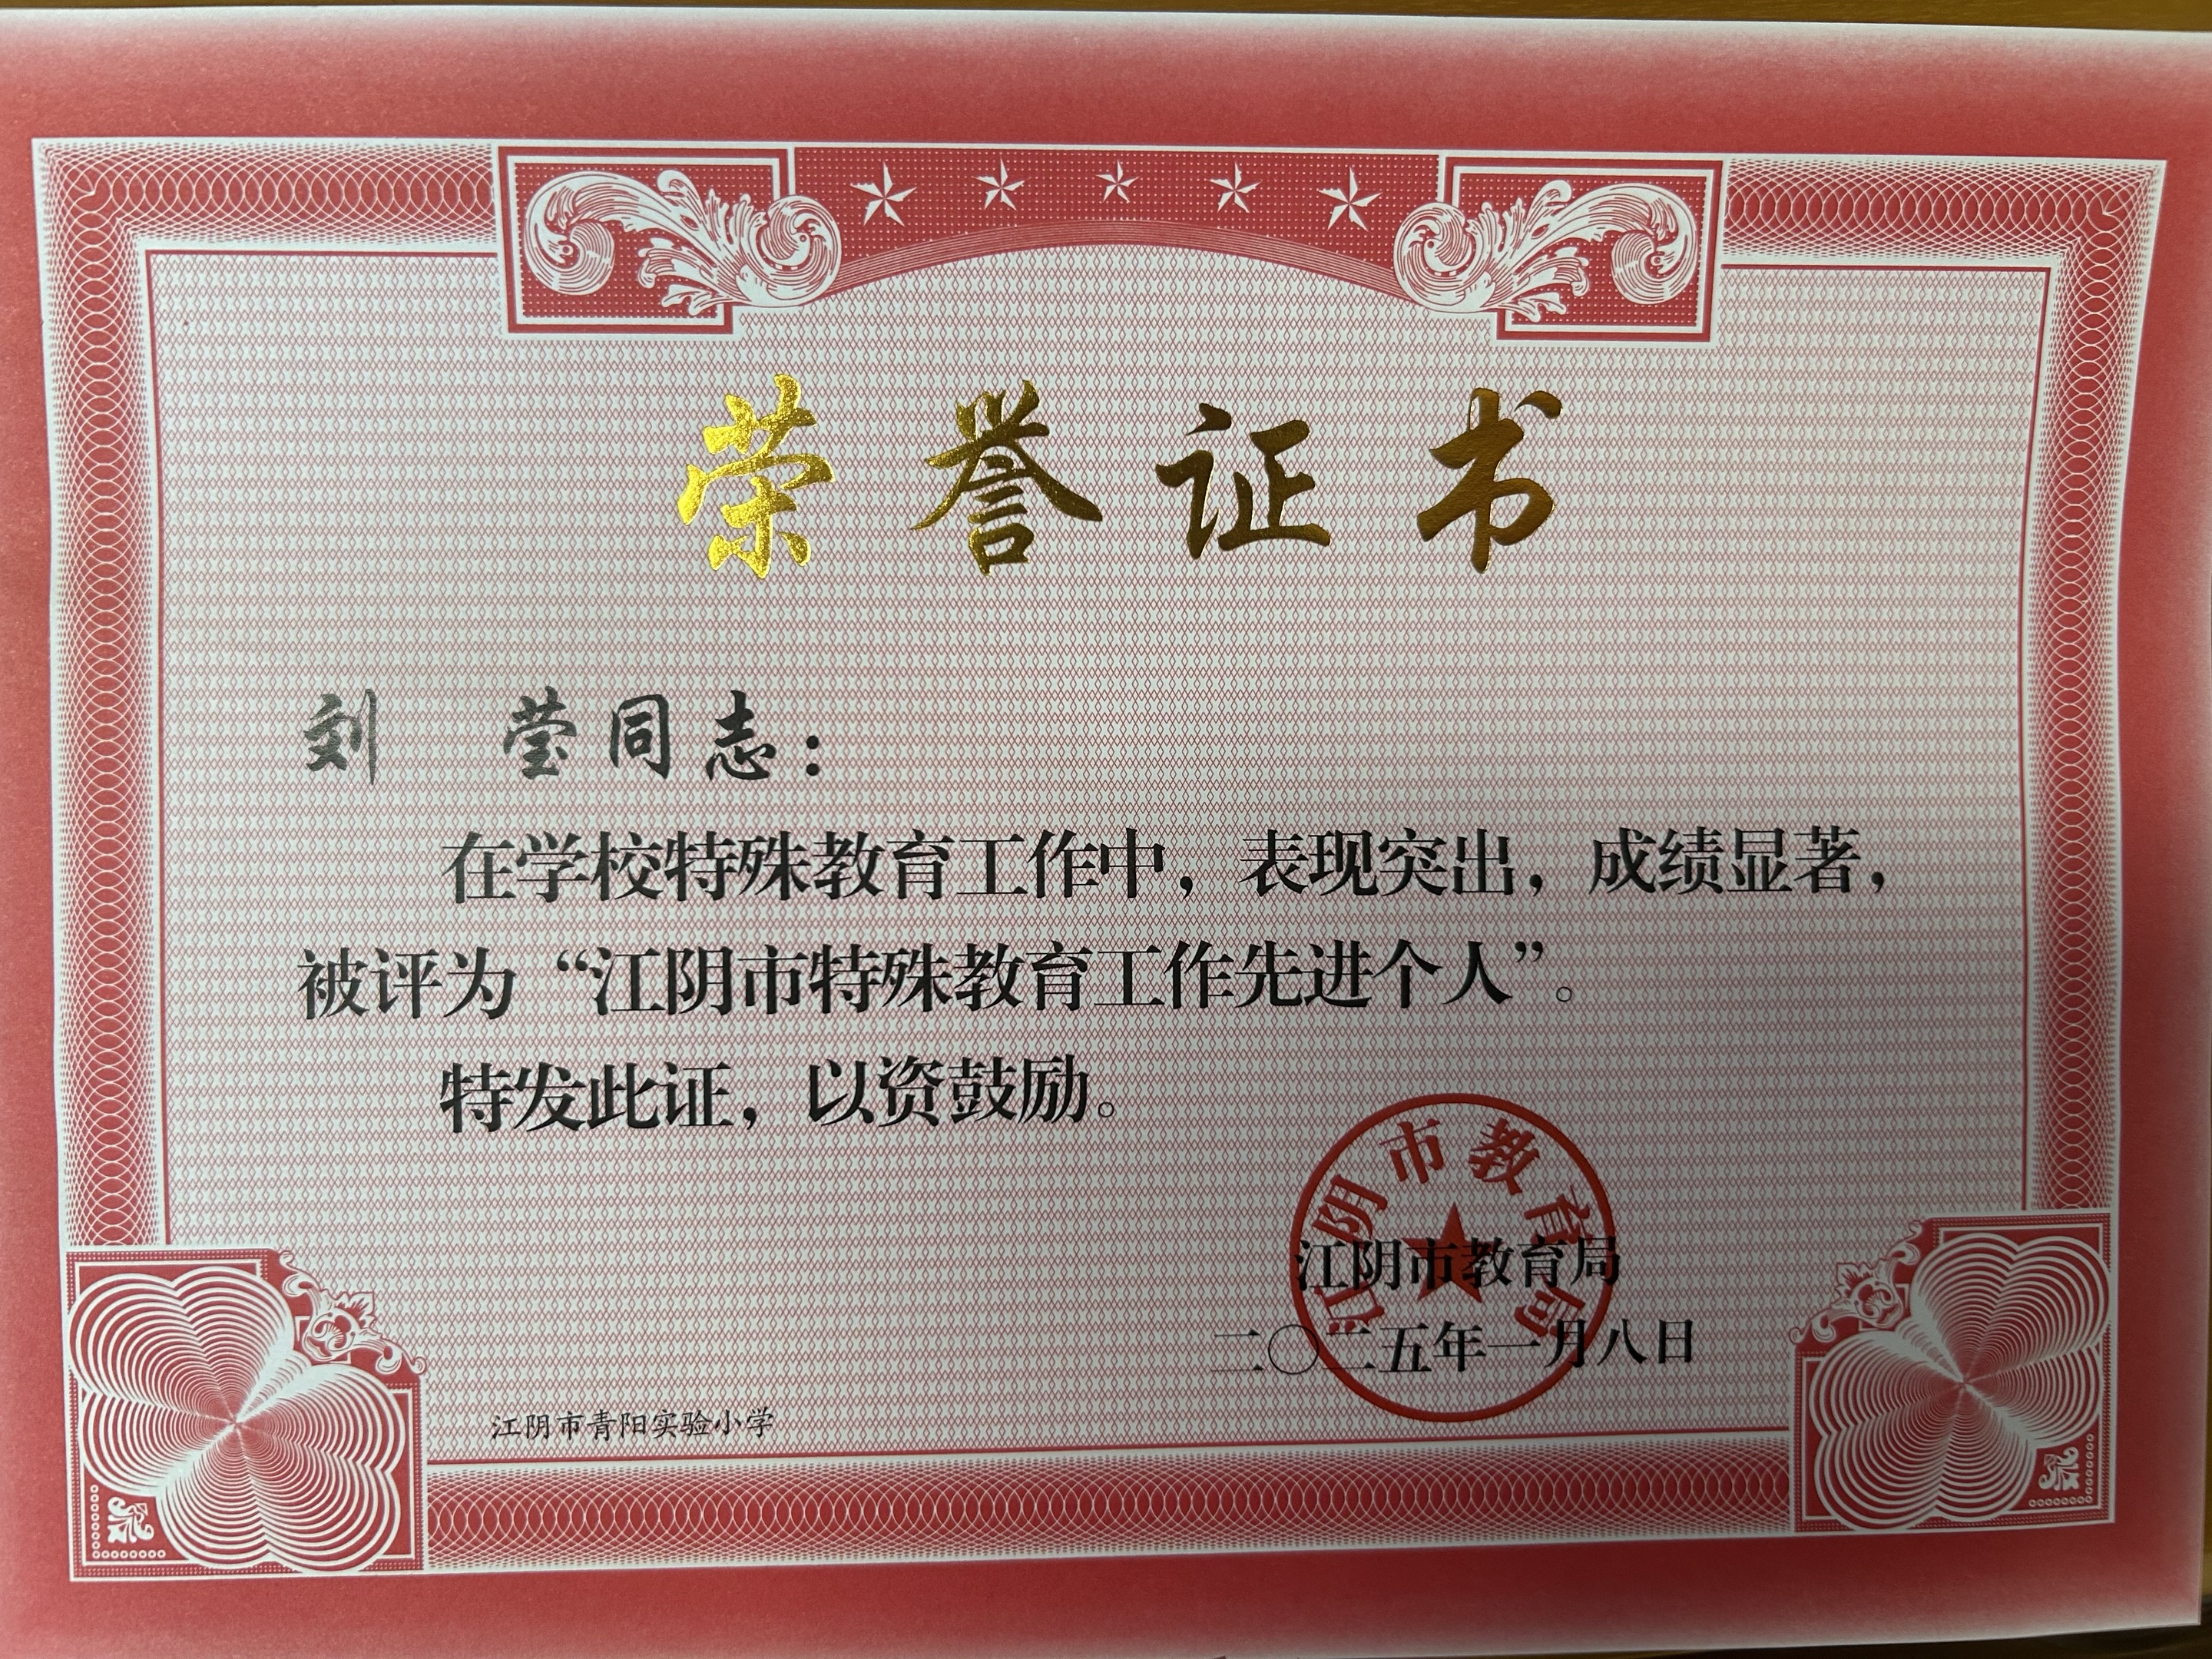 荣誉证书
刘 莹同志：
在学校特殊教育工作中，表现突出，成绩显著，
被评为“江阴市特殊教育工作先进个人”。
特发此证，以资鼓励。
江阴市教育局
江阴市教育局
二〇二五年一月八日
江阴市青阳实验小学